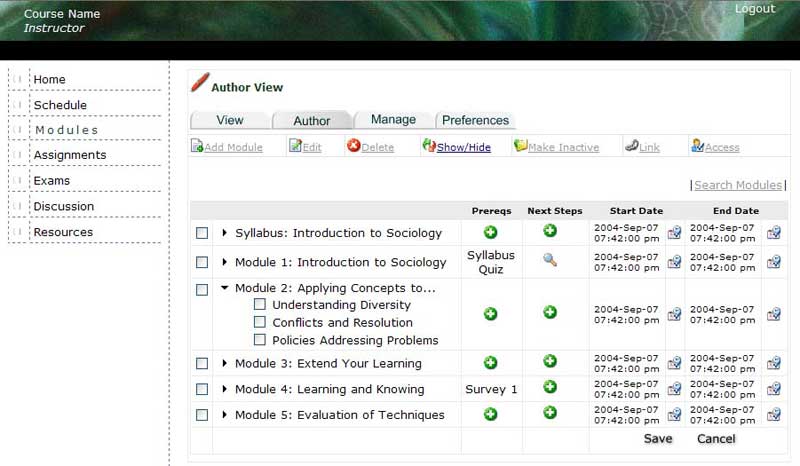 Course Name
Instructor
Logout
Home
Schedule
Modules
Assignments
Exams
Discussion
Resources
Author View
View Author Manage Preferences
Add Module Edit Delete Show/Hide Make Inactive Link Access
|Search Modules|
Prereqs Next Steps Start Date End Date
Syllabus: Introduction to Sociology 2004-Sep-07 07:42:00 pm 2004-Sep-07 07:42:00 pm
Module 1: Introduction to Sociology Syllabus Quiz 2004-Sep-07 07:42:00 pm 2004-Sep-07 07:42:00 pm
Module 2: Applying Concepts to...
Understanding Diversity
Conflicts and Resolution
Policies Addressing Problems
2004-Sep-07 07:42:00 pm 2004-Sep-07 07:42:00 pm
Module 3: Extend Your Learning 2004-Sep-07 07:42:00 pm 2004-Sep-07 07:42:00 pm
Module 4: Learning and Knowing Survey 1 2004-Sep-07 07:42:00 pm 2004-Sep-07 07:42:00 pm
Module 5: Evaluation of Techniques 2004-Sep-07 07:42:00 pm 2004-Sep-07 07:42:00 pm
Save Cancel